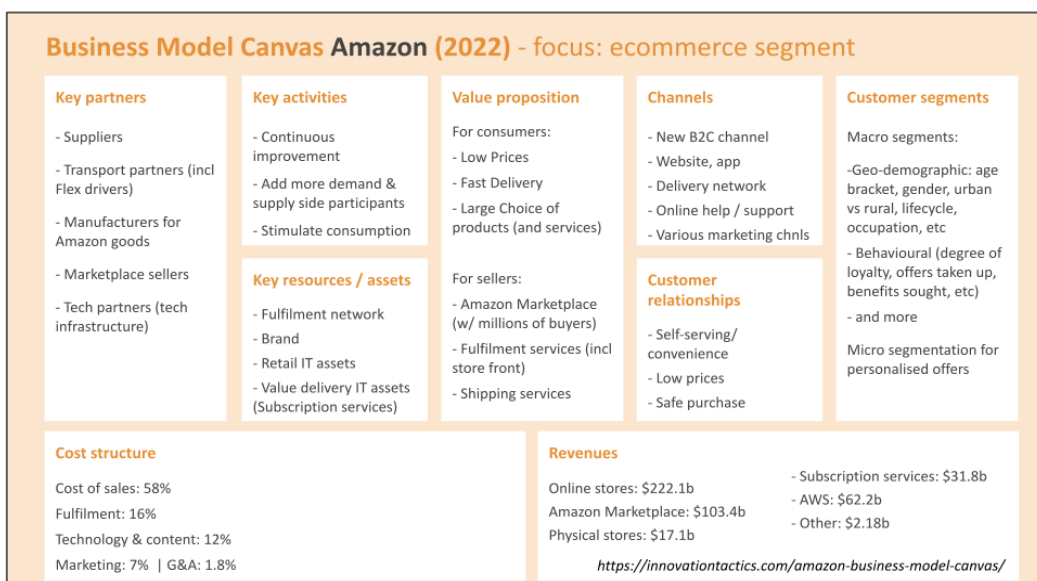 Business Model Canvas Amazon (2022) - focus: ecommerce segment
Key partners
- Suppliers
- Transport partners (incl
Flex drivers)
- Manufacturers for
Amazon goods
- Marketplace sellers
- Tech partners (tech
infrastructure)
Key activities
- Continuous
improvement
- Add more demand &
supply side participants
- Stimulate consumption
Key resources / assets
- Fulfilment network
- Brand
- Retail IT assets
- Value delivery IT assets
(Subscription services)
Value proposition
For consumers:
- Low Prices
- Fast Delivery
- Large Choice of
products (and services)
For sellers:
- Amazon Marketplace
(w/ millions of buyers)
- Fulfilment services (incl
store front)
- Shipping services
Channels
- New B2C channel
- Website, app
- Delivery network
- Online help / support
- Various marketing chnls
Customer
relationships
- Self-serving/
convenience
- Low prices
- Safe purchase
Customer segments
Macro segments:
-Geo-demographic: age
bracket, gender, urban
vs rural, lifecycle,
occupation, etc
- Behavioural (degree of
loyalty, offers taken up,
benefits sought, etc)
- and more
Micro segmentation for
personalised offers
Cost structure
Cost of sales: 58%
Fulfilment: 16%
Technology & content: 12%
Marketing: 7% | G&A: 1.8%
Revenues
Online stores: $222.1b
Amazon Marketplace: $103.4b
Physical stores: $17.1b
- Subscription services: $31.8b
- AWS: $62.2b
- Other: $2.18b
https://innovationtactics.com/amazon-business-model-canvas/